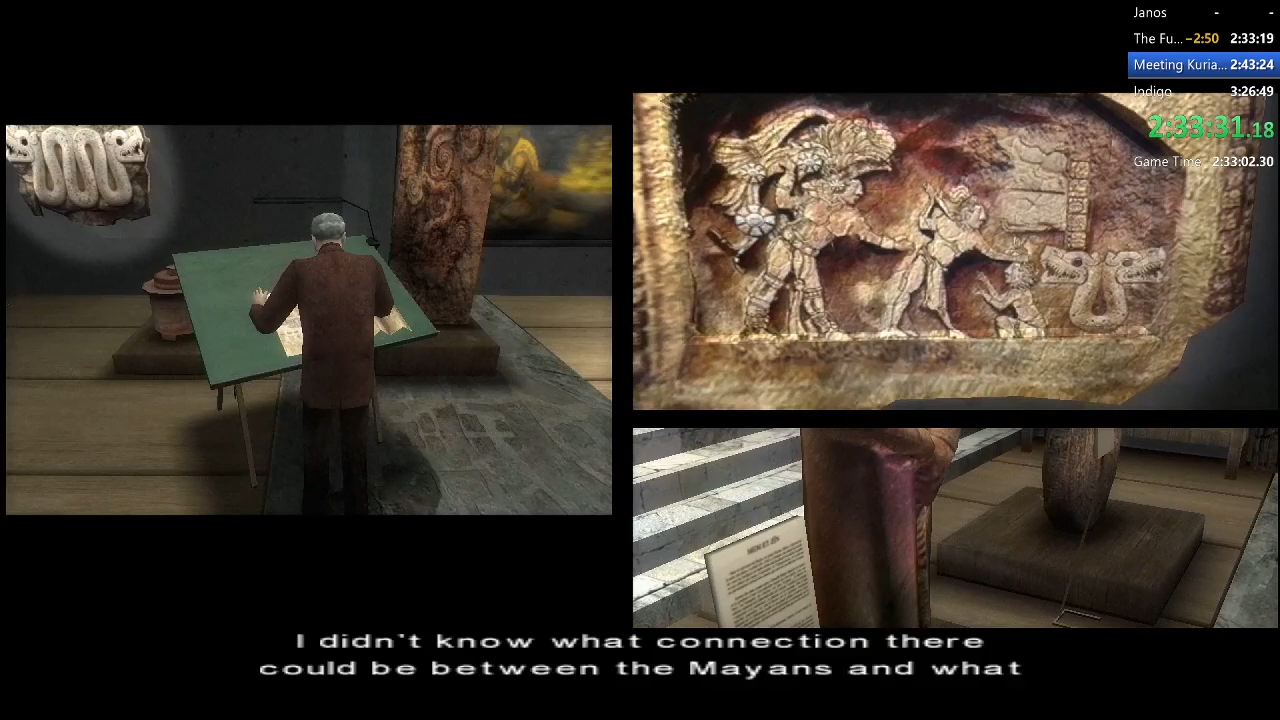 Janos - -
The Fu... −2:50 2:33:19
Meeting Kuria... 2:43:24
Indigo 3:26:49
2:33:31.18
Game Time 2:33:02.30
I didn't know what connection there
could be between the Mayans and what